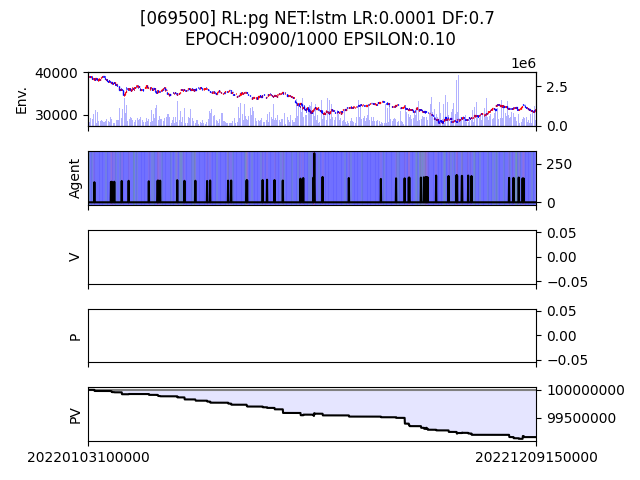 [069500] RL:pg NET:lstm LR:0.0001 DF:0.7
EPOCH:0900/1000 EPSILON:0.10
1e6
Env.
40000
30000
2.5
0.0
Agent
250
0
V
0.05
0.00
−0.05
P
0.05
0.00
−0.05
PV
100000000
99500000
20220103100000
20221209150000